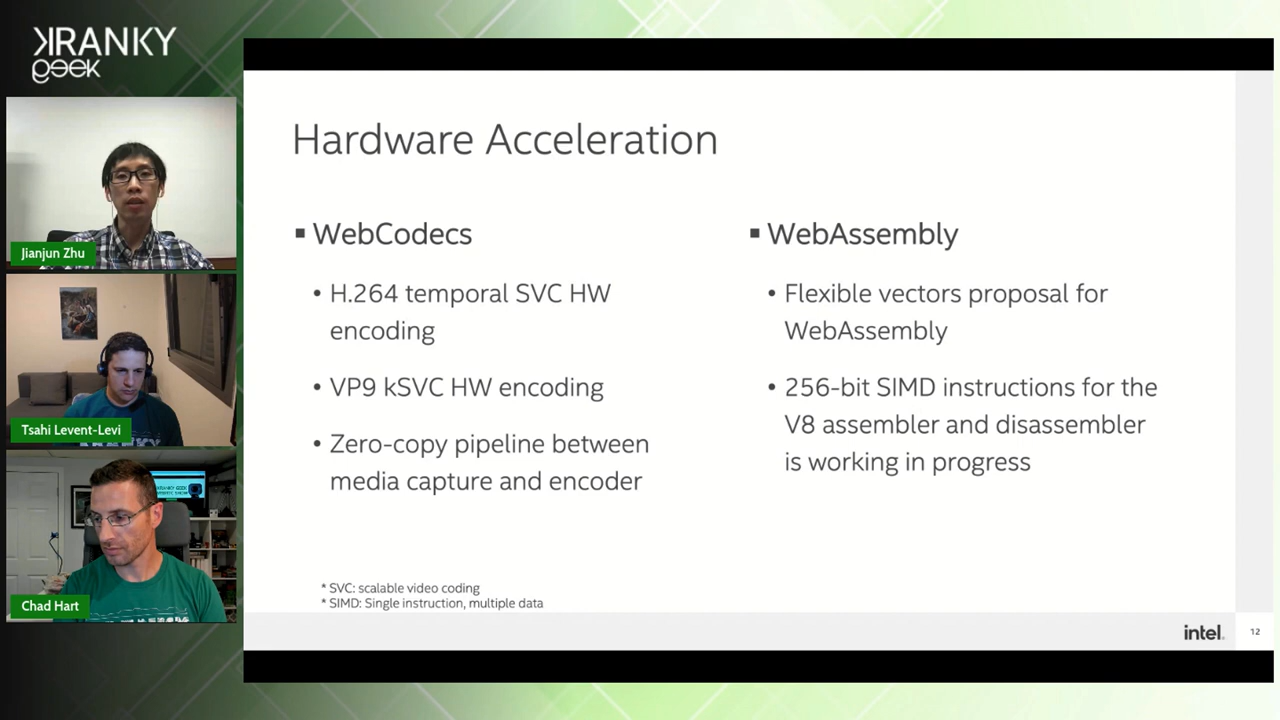 KRANKY
geek
Jianjun Zhu
Tsahi Levent-Levi
Chad Hart
Hardware Acceleration
▪ WebCodecs
• H.264 temporal SVC HW
encoding
• VP9 kSVC HW encoding
• Zero-copy pipeline between
media capture and encoder
▪ WebAssembly
• Flexible vectors proposal for
WebAssembly
• 256-bit SIMD instructions for the
V8 assembler and disassembler
is working in progress
* SVC: scalable video coding
* SIMD: Single instruction, multiple data
intel.
12